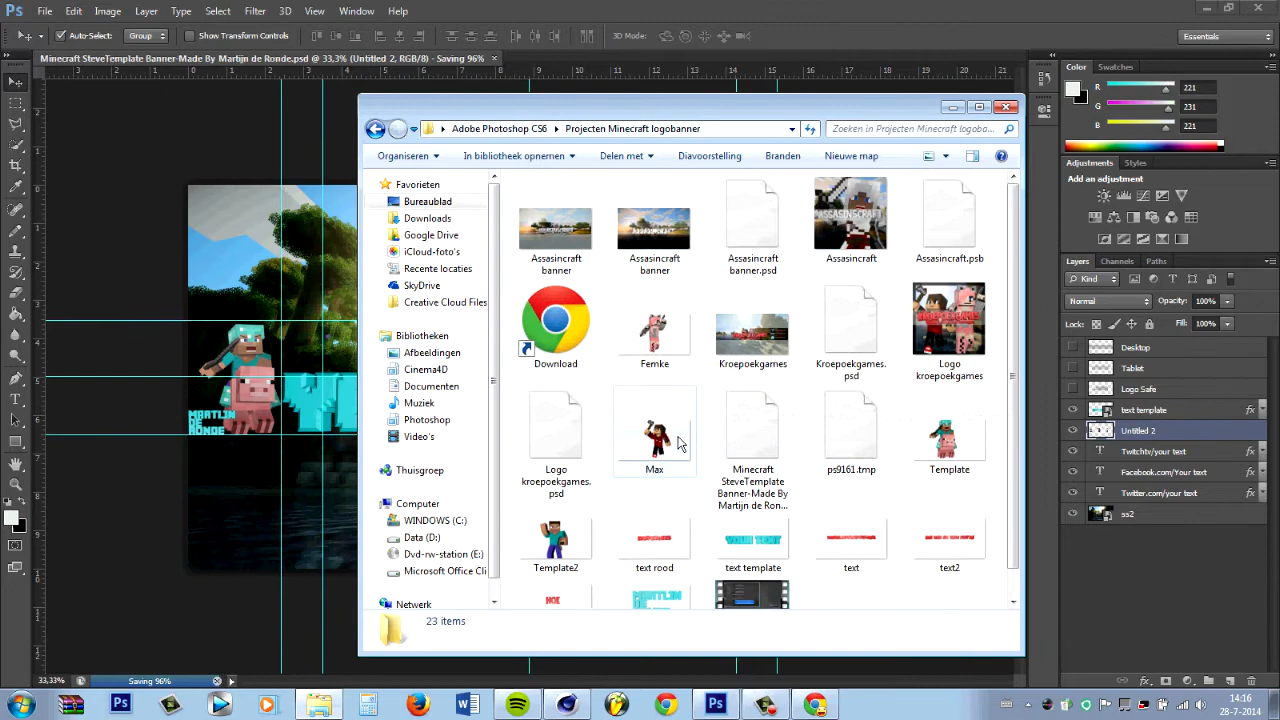 Ps File Edit Image Layer Type Select Filter 3D View Window Help
Auto-Select: Group Show Transform Controls 3D Mode: Essentials
Minecraft SteveTemplate Banner-Made By Martijn de Ronde.psd @ 33,3% (Untitled 2, RGB/8) - Saving 96% ×
Adobe Photoshop CS6 Projecten Minecraft logobanner Zoeken in Projecten Minecraft logoba...
Organiseren In bibliotheek opnemen Delen met Diavoorstelling Branden Nieuwe map
Favorieten
Bureaublad
Downloads
Google Drive
iCloud-foto's
Recente locaties
SkyDrive
Creative Cloud Files
Bibliotheken
Afbeeldingen
Cinema4D
Documenten
Muziek
Photoshop
Video's
Thuisgroep
Computer
WINDOWS (C:)
Data (D:)
Dvd-rw-station (E:)
Microsoft Office Cli
Netwerk
Assasincraft banner
Assasincraft banner
Assasincraft banner.psd
ASSASINSCRAFT
Assasincraft
Assasincraft.psb
Download
Femke
Kroepoekgames
Kroepoekgames.psd
Logo kroepoekgames
Logo kroepoekgames.psd
Max
Minecraft SteveTemplate Banner-Made By Martijn de Ron...
ps9161.tmp
Template
Template2
text rood
YOUR TEXT
text template
text
text2
HOE
MARTIJN
23 items
MARTIJN
DE
RONDE
Color Swatches
R 221
G 231
B 221
Adjustments Styles
Add an adjustment
Layers Channels Paths
Kind
Normal Opacity: 100%
Lock: Fill: 100%
Desktop
Tablet
Logo Safe
text template fx
Untitled 2
Twitchtv/your text fx
Facebook.com/Your text fx
Twitter.com/your text fx
ss2
33,33% Saving 96%
14:16
28-7-2014